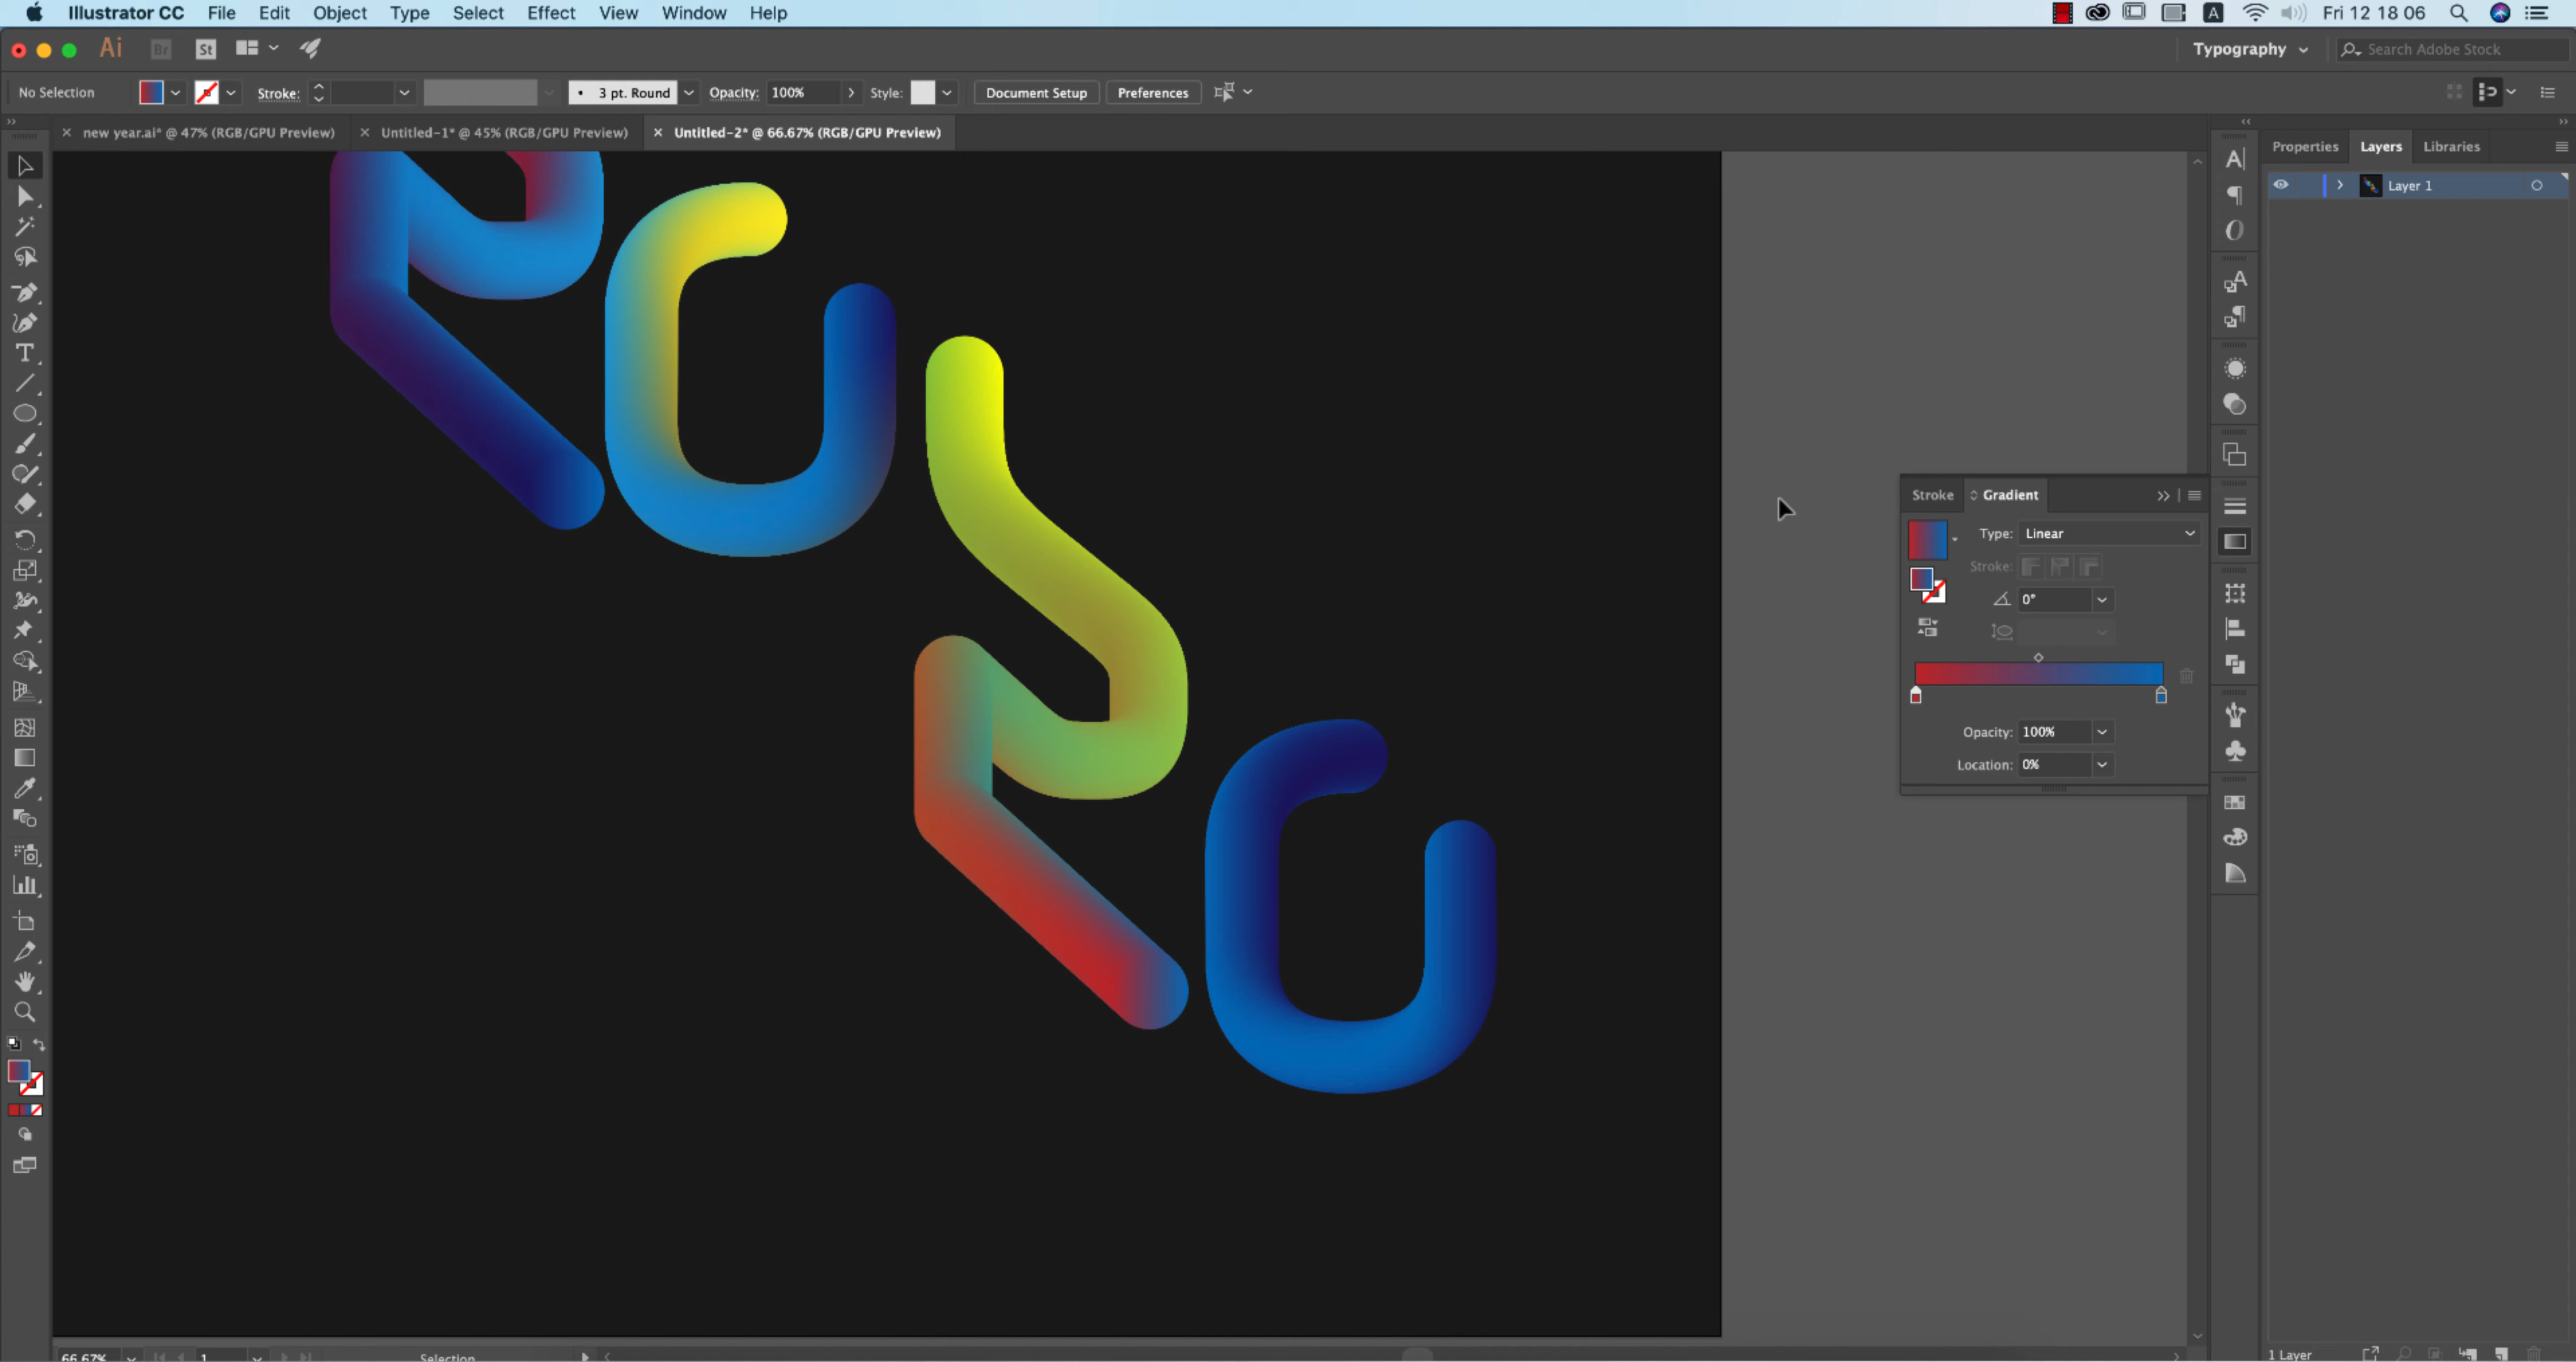 Illustrator CC File Edit Object Type Select Effect View Window Help A Fri 12 18 06
Ai Br St Typography Search Adobe Stock
No Selection Stroke: 3 pt. Round Opacity: 100% Style: Document Setup Preferences
new year.ai* @ 47% (RGB/GPU Preview) Untitled-1* @ 45% (RGB/GPU Preview) Untitled-2* @ 66.67% (RGB/GPU Preview)
Properties Layers Libraries
Layer 1
Stroke Gradient
Type: Linear
Stroke:
0°
Opacity: 100%
Location: 0%
66.67% 1 Selection 1 Layer